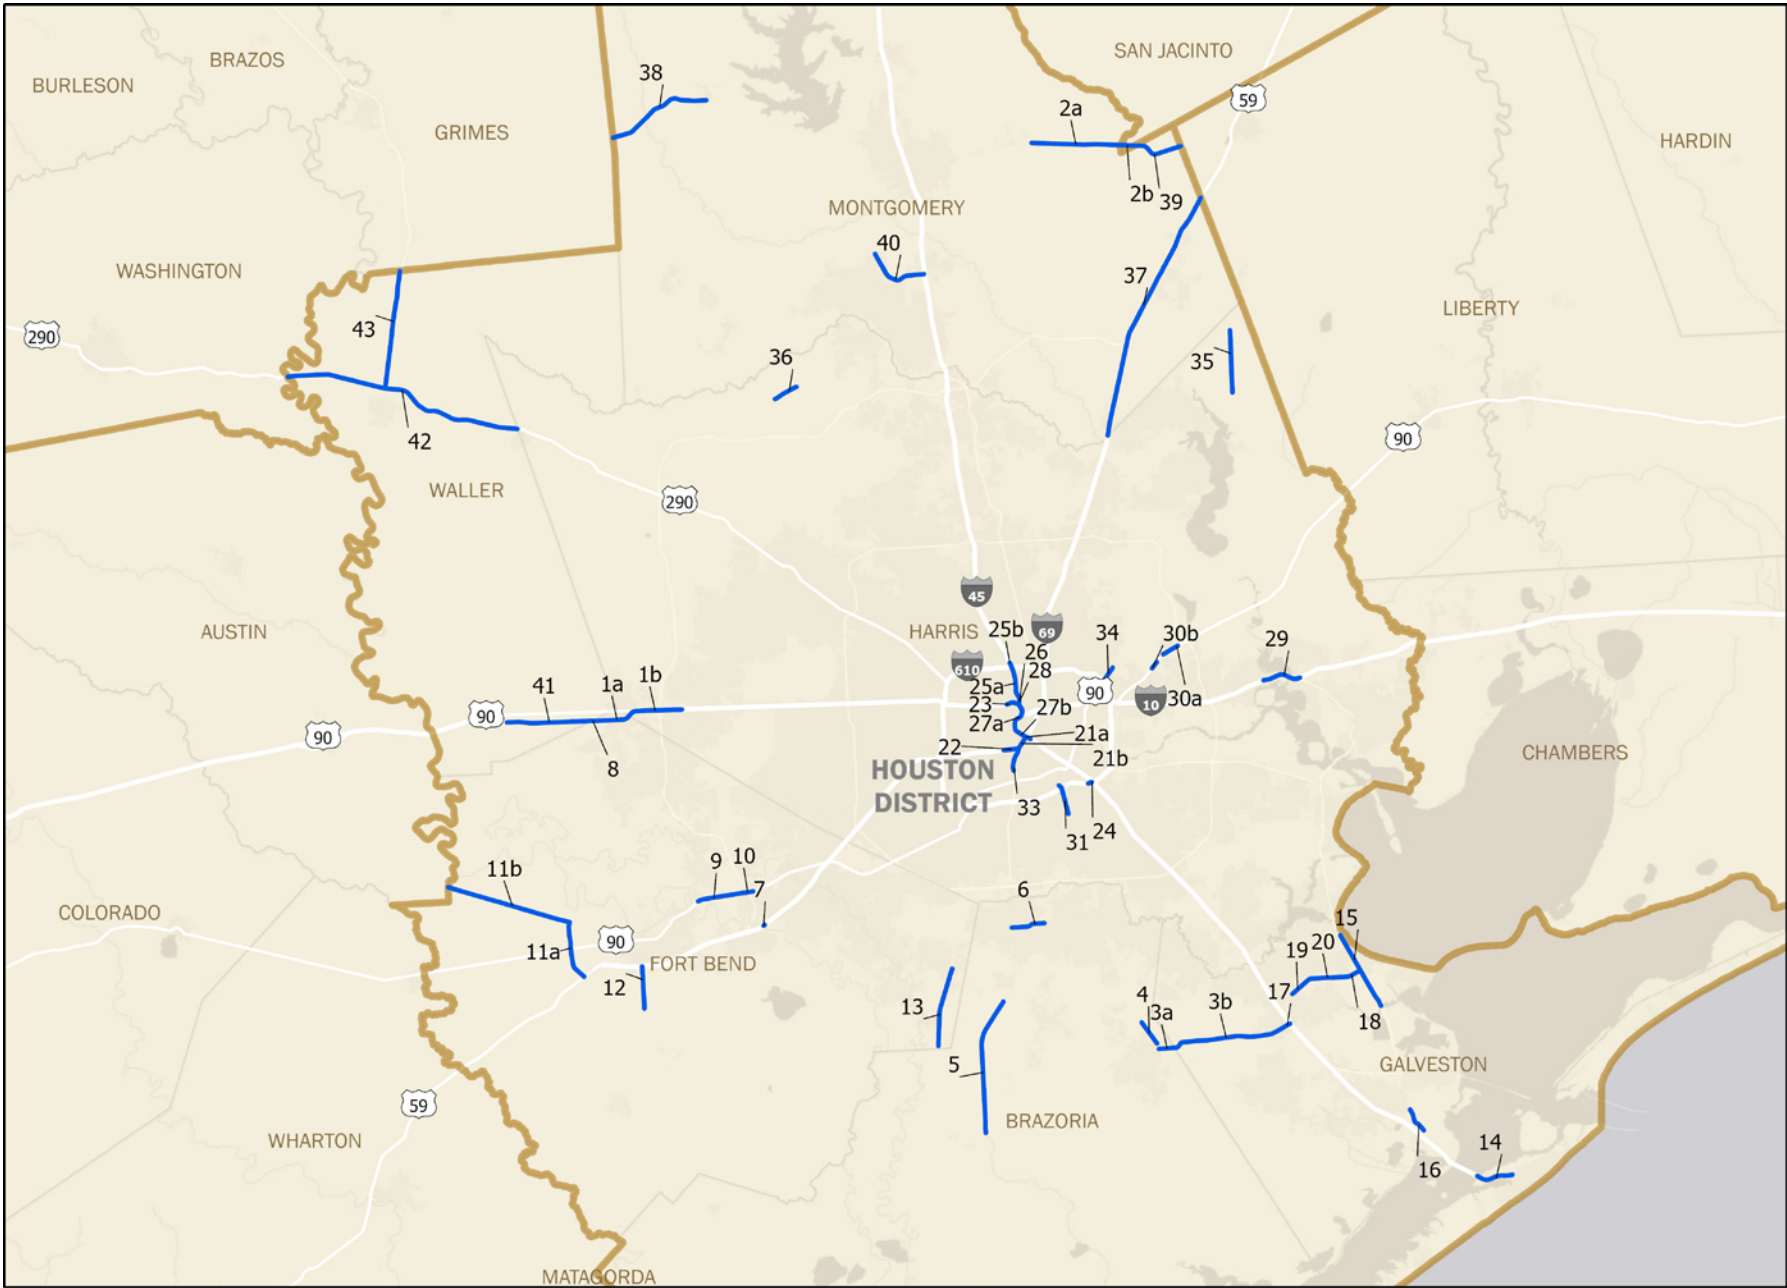 SAN JACINTO
BRAZOS
BURLESON
38
59
2a
GRIMES
HARDIN
2b
39
MONTGOMERY
40
WASHINGTON
37
LIBERTY
43
290
36
35
42
90
WALLER
290
45
AUSTIN
HARRIS
25b
69
34
30b
29
26
610
28
41
1a
1b
25a
90
30a
23
90
27b
10
27a
90
21a
22
CHAMBERS
21b
8
HOUSTON
DISTRICT
33
24
31
9
10
11b
7
6
COLORADO
15
90
19
20
11a
FORT BEND
12
17
4
3b
13
3a
18
5
GALVESTON
59
BRAZORIA
WHARTON
14
16
MATAGORDA